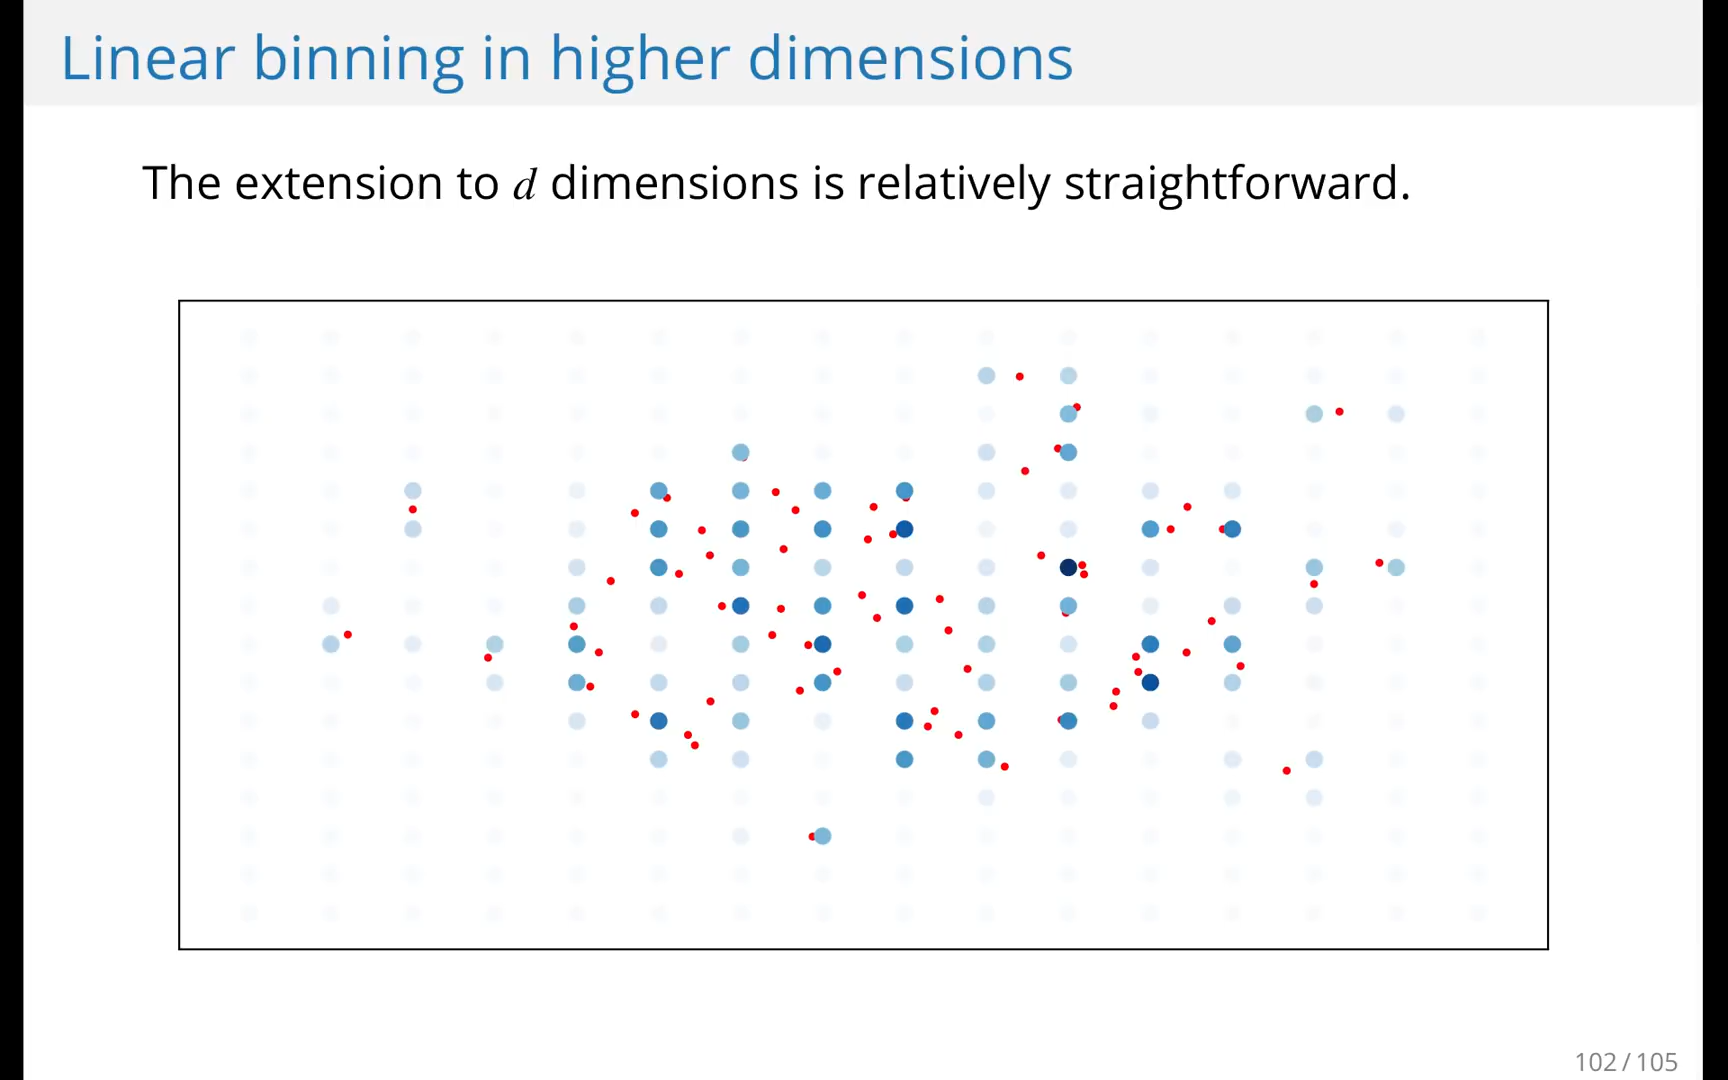 Linear binning in higher dimensions
The extension to d dimensions is relatively straightforward.
102 / 105